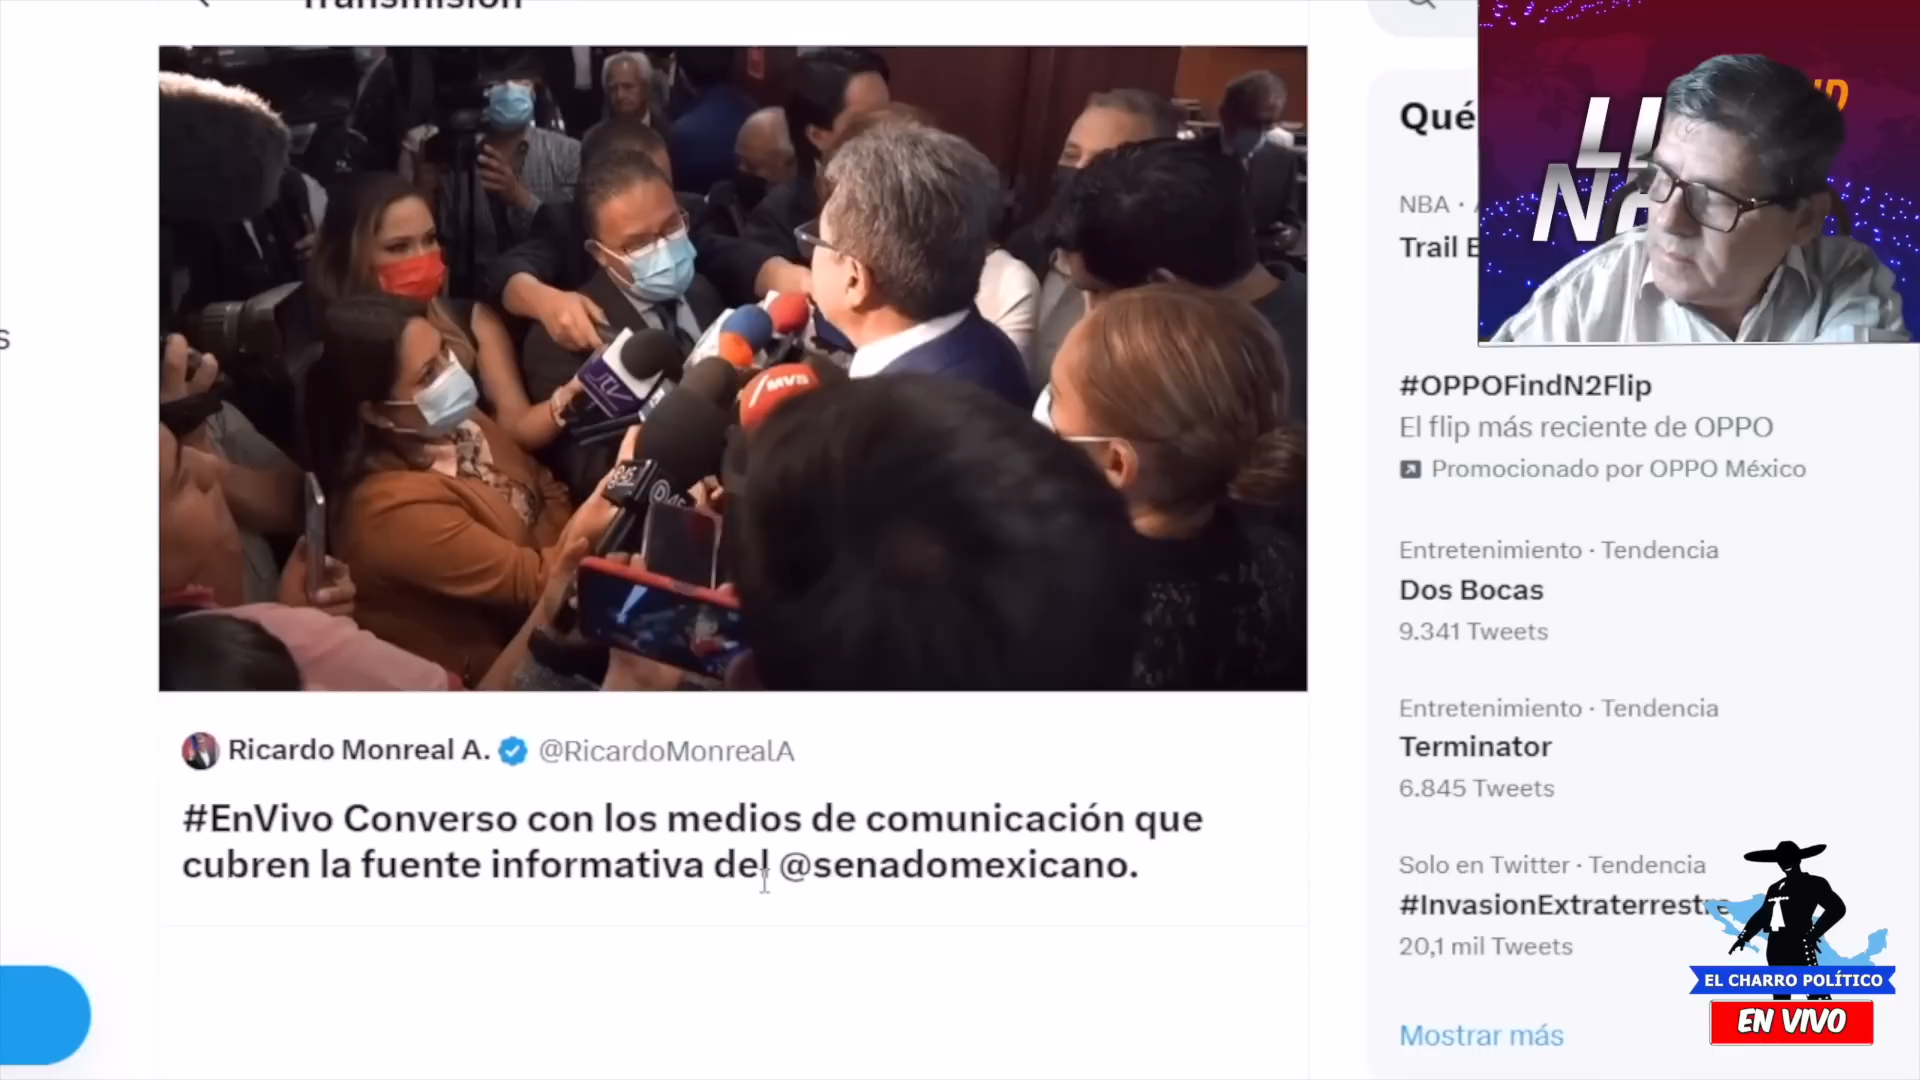 Transmisión
MVS
Ricardo Monreal A. @RicardoMonrealA
#EnVivo Converso con los medios de comunicación que
cubren la fuente informativa del @senadomexicano.
Qué
NBA ·
Trail
#OPPOFindN2Flip
El flip más reciente de OPPO
Promocionado por OPPO México
Entretenimiento · Tendencia
Dos Bocas
9.341 Tweets
Entretenimiento · Tendencia
Terminator
6.845 Tweets
Solo en Twitter · Tendencia
#InvasionExtraterrestre
20,1 mil Tweets
Mostrar más
EL CHARRO POLÍTICO
EN VIVO